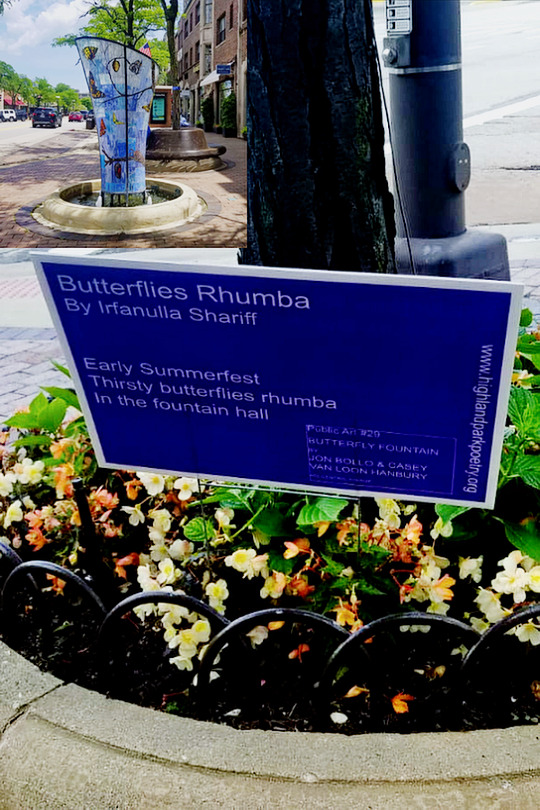 Butterflies Rhumba
By Irfanulla Shariff
Early Summerfest
Thirsty butterflies rhumba
In the fountain hall
Public Art #20
BUTTERFLY FOUNTAIN
BY
JON BOLLO & CASEY
VAN LOON HANBURY
www.highlandparkpoetry.org